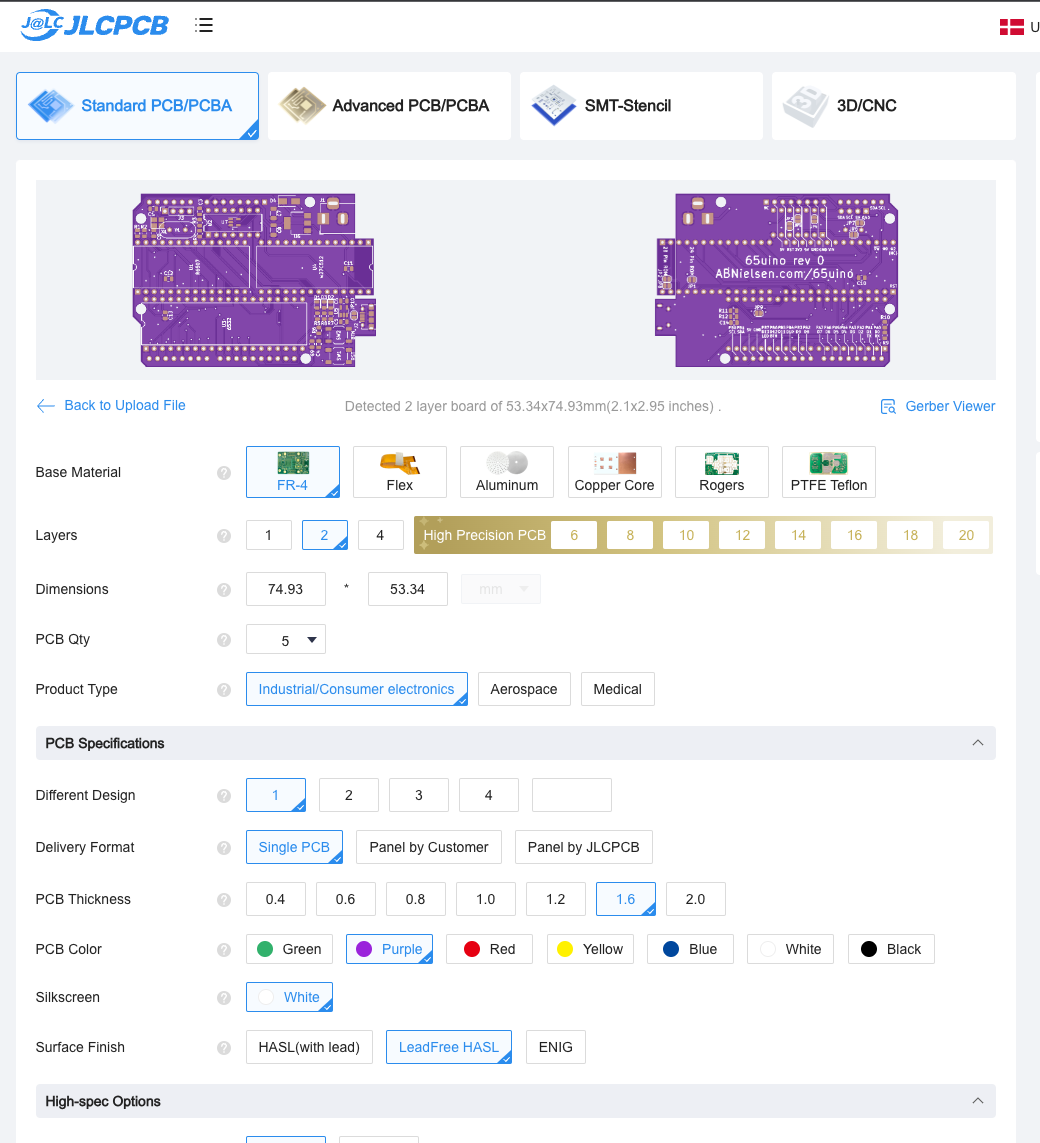 J@LC JLCPCB
U
Standard PCB/PCBA
Advanced PCB/PCBA
SMT-Stencil
3D/CNC
65uino rev 0
ABNielsen.com/65uino
Back to Upload File
Detected 2 layer board of 53.34x74.93mm(2.1x2.95 inches) .
Gerber Viewer
Base Material ? FR-4 Flex Aluminum Copper Core Rogers PTFE Teflon
Layers ? 1 2 4 High Precision PCB 6 8 10 12 14 16 18 20
Dimensions ? 74.93 * 53.34 mm
PCB Qty ? 5
Product Type ? Industrial/Consumer electronics Aerospace Medical
PCB Specifications
Different Design ? 1 2 3 4
Delivery Format ? Single PCB Panel by Customer Panel by JLCPCB
PCB Thickness ? 0.4 0.6 0.8 1.0 1.2 1.6 2.0
PCB Color ? Green Purple Red Yellow Blue White Black
Silkscreen ? White
Surface Finish ? HASL(with lead) LeadFree HASL ENIG
High-spec Options